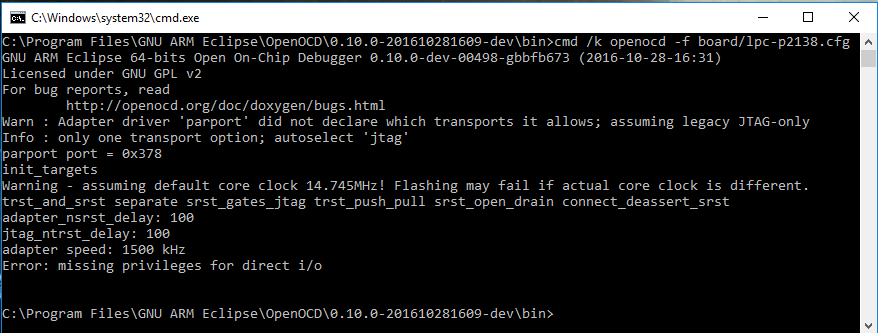 C:\Windows\system32\cmd.exe
C:\Program Files\GNU ARM Eclipse\OpenOCD\0.10.0-201610281609-dev\bin>cmd /k openocd -f board/lpc-p2138.cfg
GNU ARM Eclipse 64-bits Open On-Chip Debugger 0.10.0-dev-00498-gbbfb673 (2016-10-28-16:31)
Licensed under GNU GPL v2
For bug reports, read
        http://openocd.org/doc/doxygen/bugs.html
Warn : Adapter driver 'parport' did not declare which transports it allows; assuming legacy JTAG-only
Info : only one transport option; autoselect 'jtag'
parport port = 0x378
init_targets
Warning - assuming default core clock 14.745MHz! Flashing may fail if actual core clock is different.
trst_and_srst separate srst_gates_jtag trst_push_pull srst_open_drain connect_deassert_srst
adapter_nsrst_delay: 100
jtag_ntrst_delay: 100
adapter speed: 1500 kHz
Error: missing privileges for direct i/o
C:\Program Files\GNU ARM Eclipse\OpenOCD\0.10.0-201610281609-dev\bin>